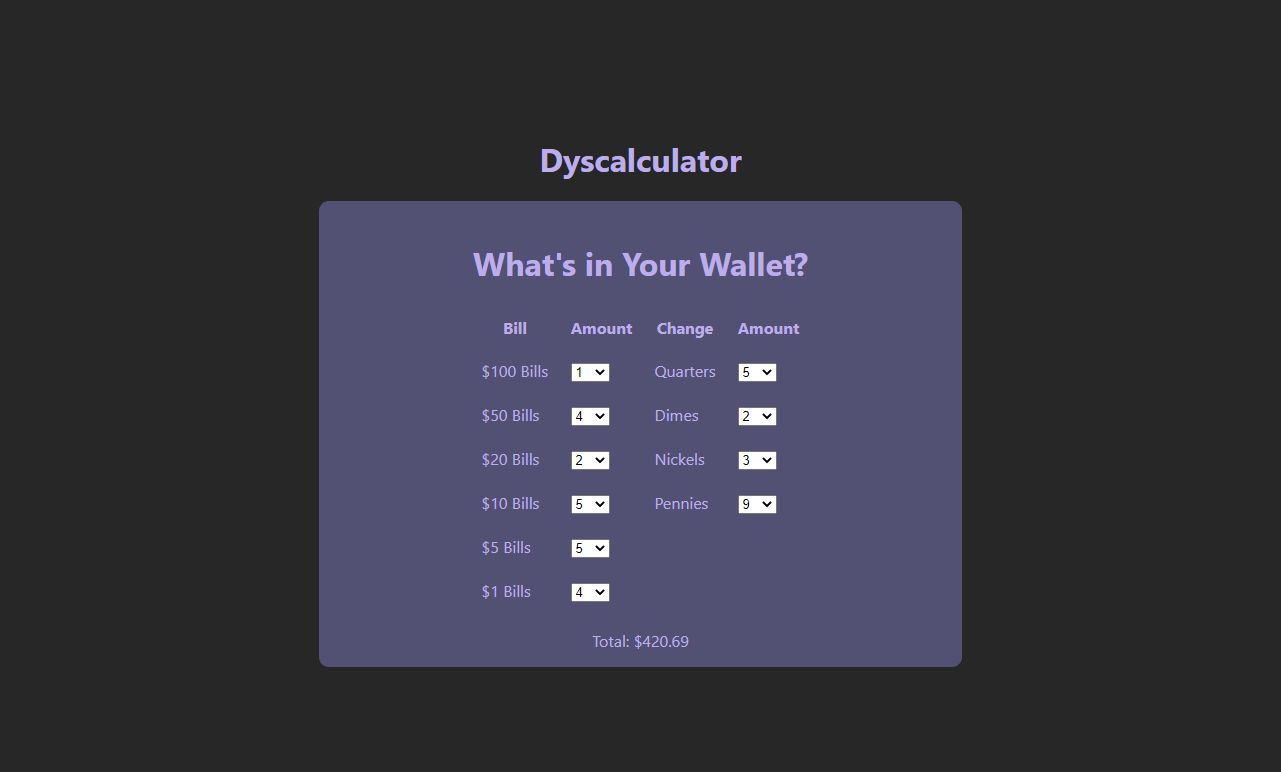 Dyscalculator
What's in Your Wallet?
Bill Amount Change Amount
$100 Bills 1 Quarters 5
$50 Bills 4 Dimes 2
$20 Bills 2 Nickels 3
$10 Bills 5 Pennies 9
$5 Bills 5
$1 Bills 4
Total: $420.69